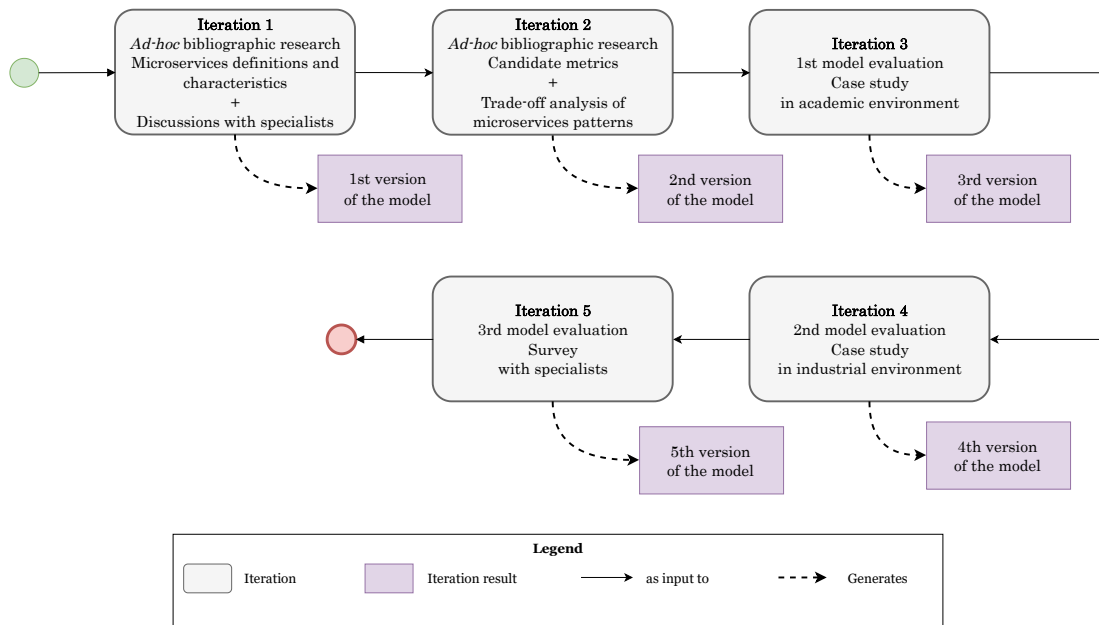 Iteration 1
Ad-hoc bibliographic research
Microservices definitions and
characteristics
+
Discussions with specialists
1st version
of the model
Iteration 2
Ad-hoc bibliographic research
Candidate metrics
+
Trade-off analysis of
microservices patterns
2nd version
of the model
Iteration 3
1st model evaluation
Case study
in academic environment
3rd version
of the model
Iteration 4
2nd model evaluation
Case study
in industrial environment
4th version
of the model
Iteration 5
3rd model evaluation
Survey
with specialists
5th version
of the model
Legend
Iteration
Iteration result
as input to
Generates